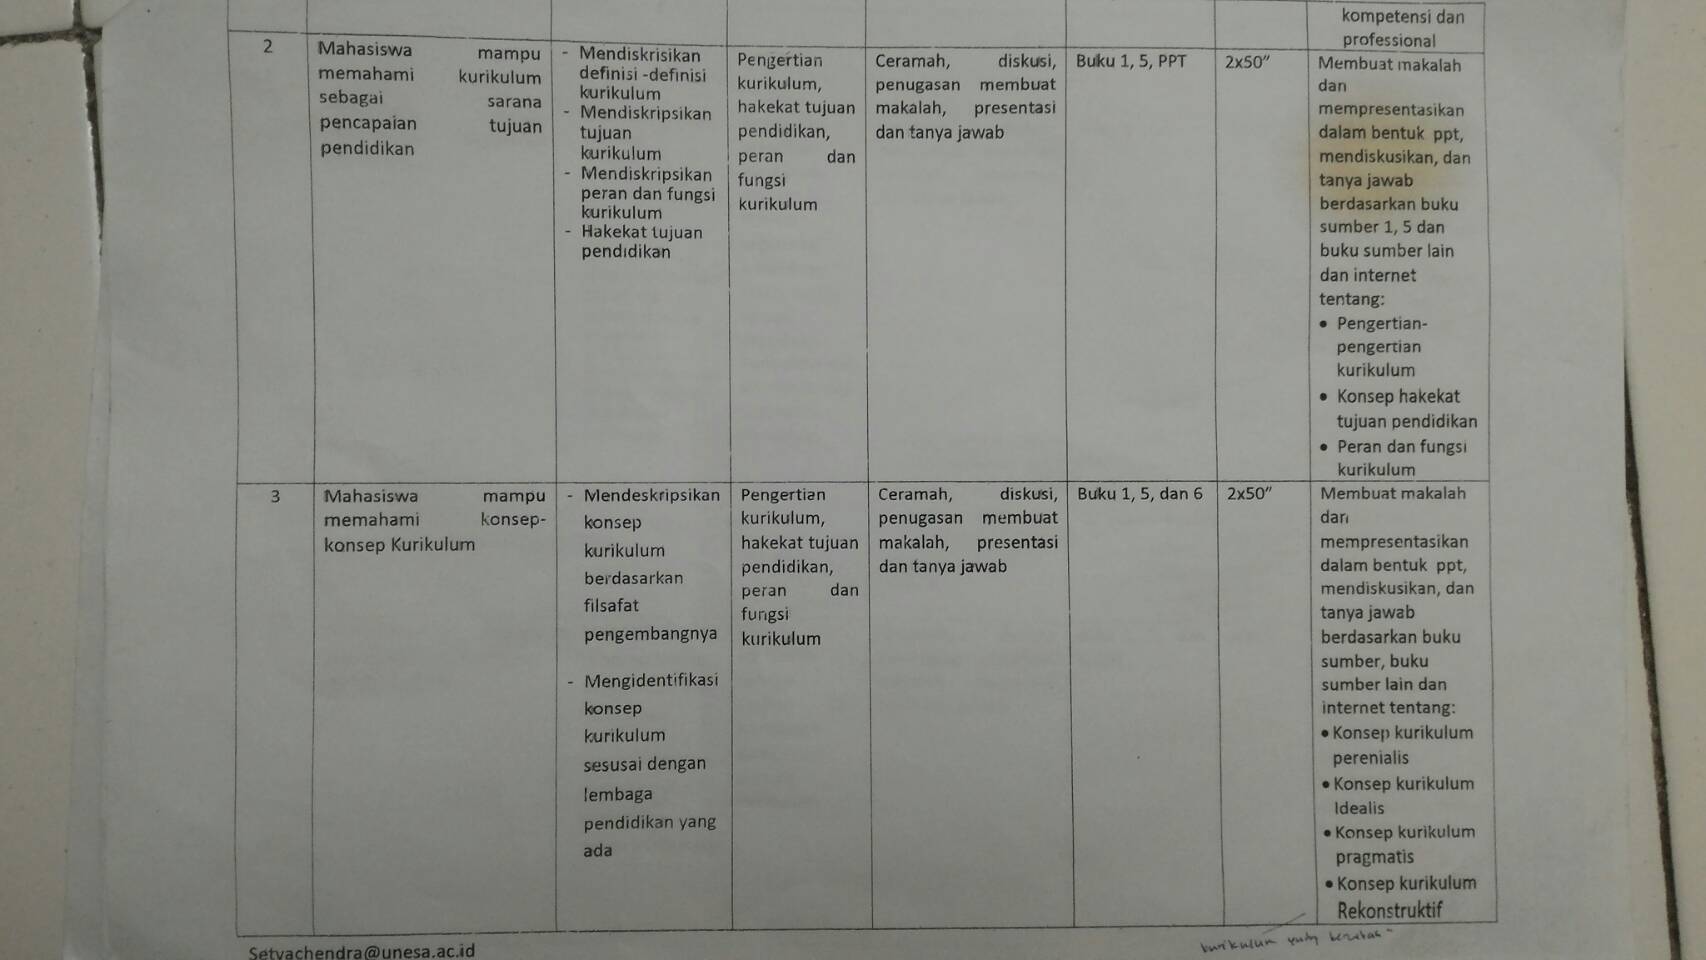 kompetensi dan
professional
2
Mahasiswa mampu
memahami kurikulum
sebagai sarana
pencapaian tujuan
pendidikan
- Mendiskrisikan
definisi -definisi
kurikulum
- Mendiskripsikan
tujuan
kurikulum
- Mendiskripsikan
peran dan fungsi
kurikulum
- Hakekat tujuan
pendidikan
Pengertian
kurikulum,
hakekat tujuan
pendidikan,
peran dan
fungsi
kurikulum
Ceramah, diskusi,
penugasan membuat
makalah, presentasi
dan tanya jawab
Buku 1, 5, PPT
2x50”
Membuat makalah
dan
mempresentasikan
dalam bentuk ppt,
mendiskusikan, dan
tanya jawab
berdasarkan buku
sumber 1, 5 dan
buku sumber lain
dan internet
tentang:
• Pengertian-
pengertian
kurikulum
• Konsep hakekat
tujuan pendidikan
• Peran dan fungsi
kurikulum
3
Mahasiswa mampu
memahami konsep-
konsep Kurikulum
- Mendeskripsikan
konsep
kurikulum
berdasarkan
filsafat
pengembangnya
- Mengidentifikasi
konsep
kurikulum
sesusai dengan
lembaga
pendidikan yang
ada
Pengertian
kurikulum,
hakekat tujuan
pendidikan,
peran dan
fungsi
kurikulum
Ceramah, diskusi,
penugasan membuat
makalah, presentasi
dan tanya jawab
Buku 1, 5, dan 6
2x50”
Membuat makalah
dan
mempresentasikan
dalam bentuk ppt,
mendiskusikan, dan
tanya jawab
berdasarkan buku
sumber, buku
sumber lain dan
internet tentang:
• Konsep kurikulum
perenialis
• Konsep kurikulum
Idealis
• Konsep kurikulum
pragmatis
• Konsep kurikulum
Rekonstruktif
kurikulum yang
Setyachendra@unesa.ac.id